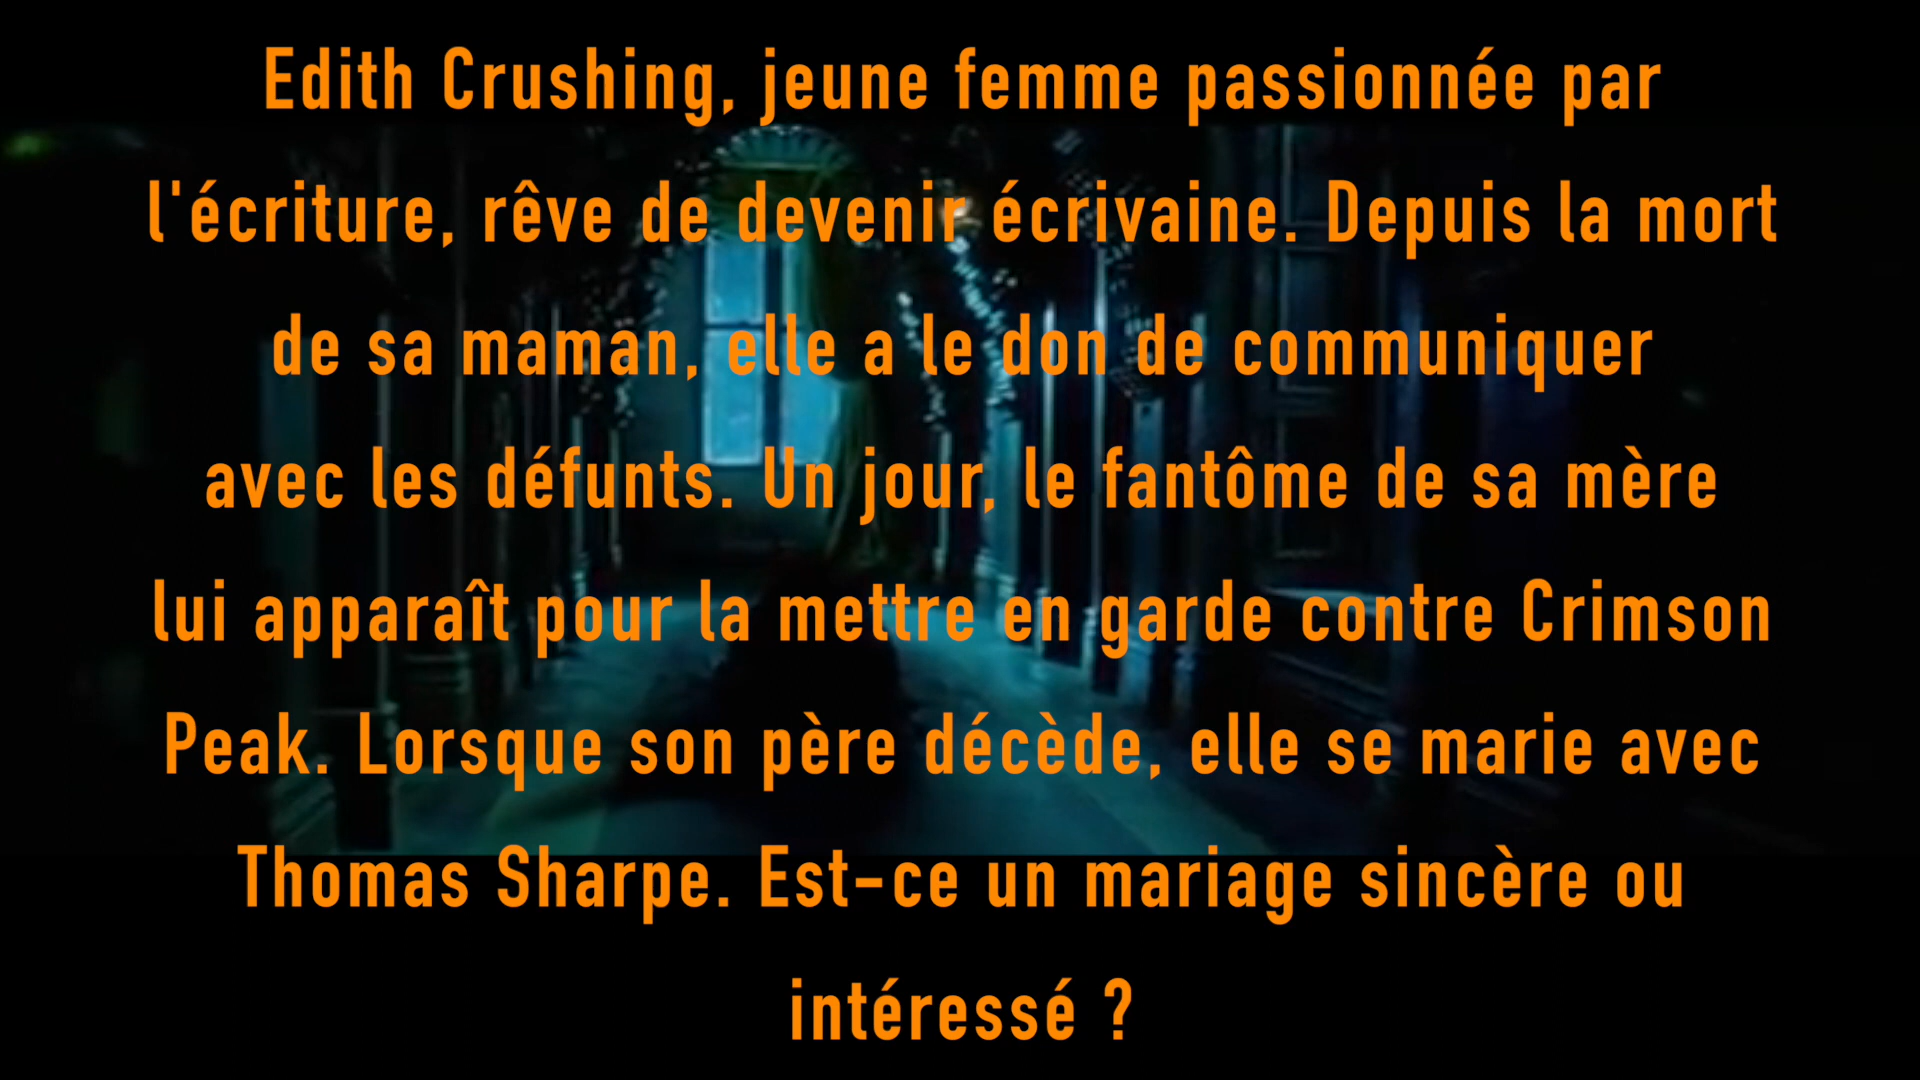 Edith Crushing, jeune femme passionnée par
l'écriture, rêve de devenir écrivaine. Depuis la mort
de sa maman, elle a le don de communiquer
avec les défunts. Un jour, le fantôme de sa mère
lui apparaît pour la mettre en garde contre Crimson
Peak. Lorsque son père décède, elle se marie avec
Thomas Sharpe. Est-ce un mariage sincère ou
intéressé ?